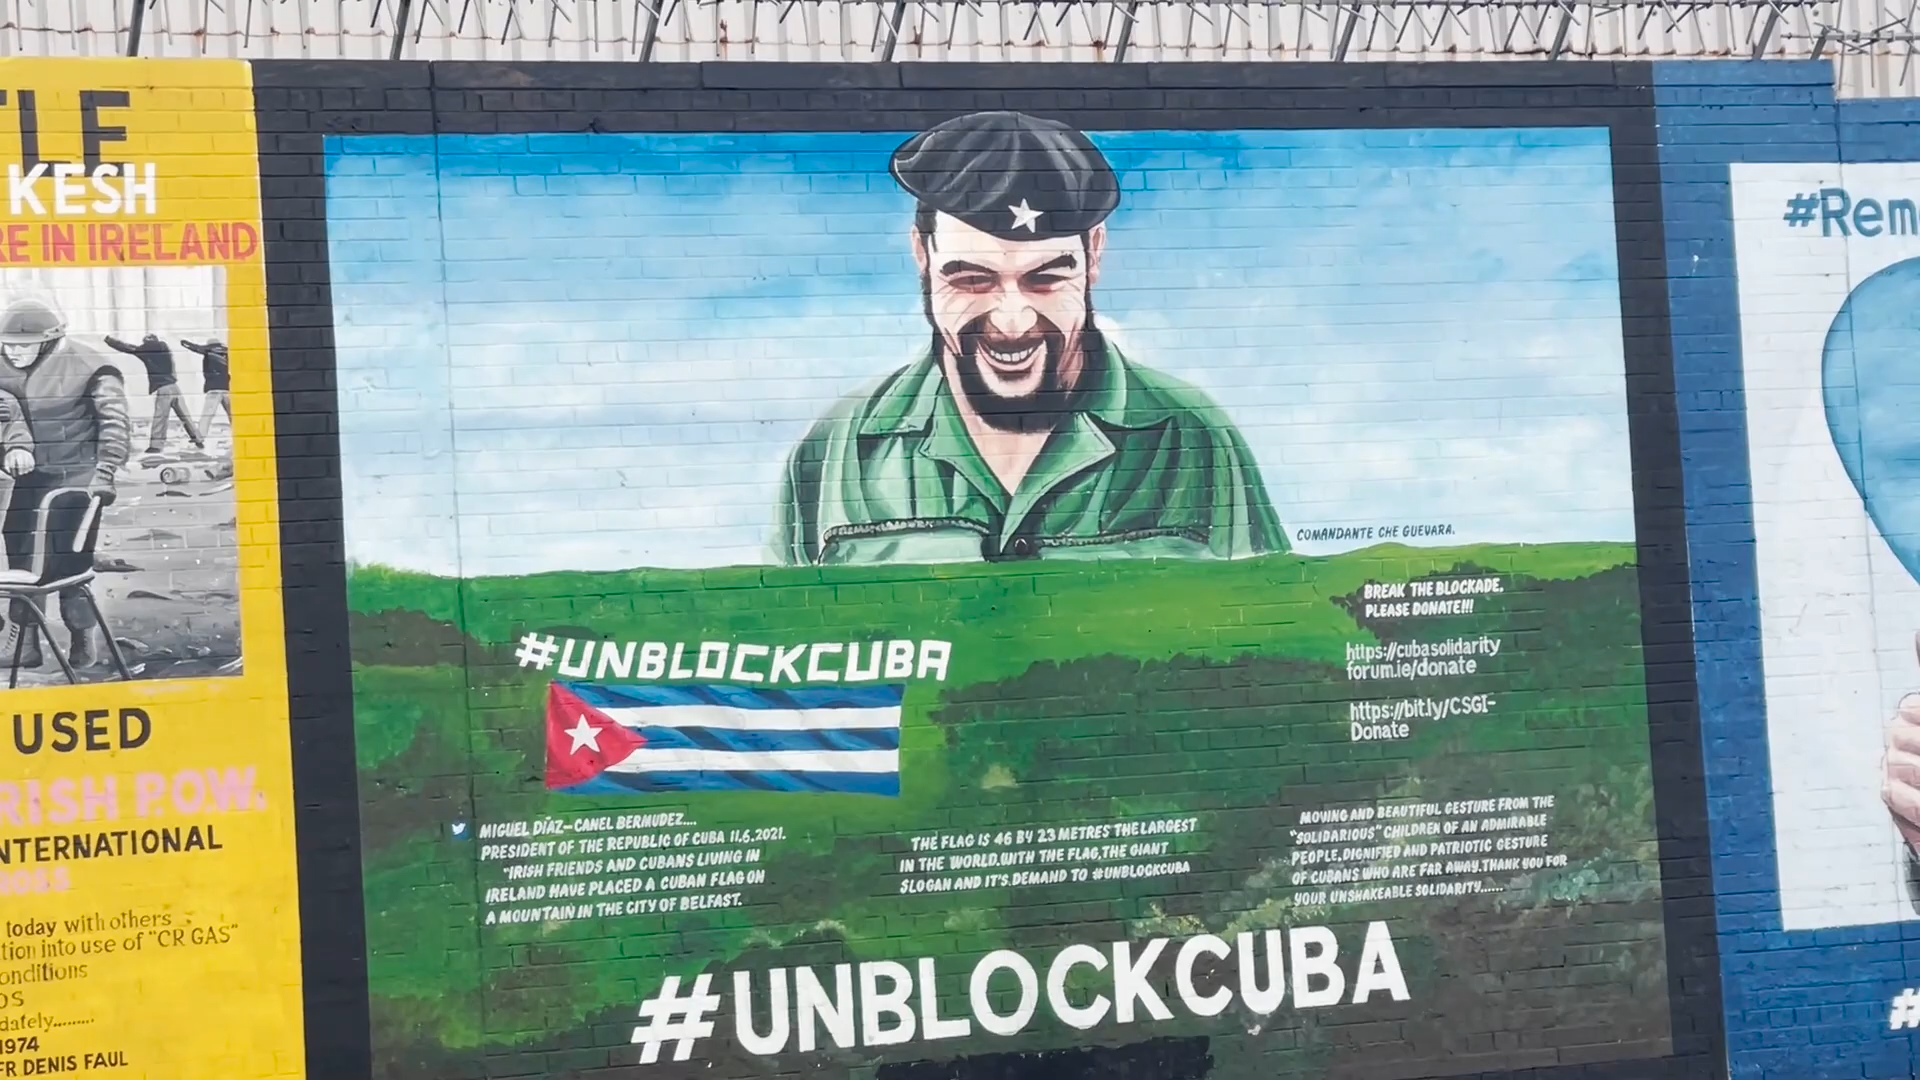 KESH
RE IN IRELAND
USED
RISH P.O.W.
NTERNATIONAL
today with others
tion into use of "CR GAS"
onditions
OS
dately.........
1974
FR DENIS FAUL
COMANDANTE CHE GUEVARA.
BREAK THE BLOCKADE.
PLEASE DONATE!!!
https://cubasolidarity
forum.ie/donate
https://bit.ly/CSGI-
Donate
#UNBLOCKCUBA
MIGUEL DÍAZ-CANEL BERMUDEZ....
PRESIDENT OF THE REPUBLIC OF CUBA 11.6.2021.
"IRISH FRIENDS AND CUBANS LIVING IN
IRELAND HAVE PLACED A CUBAN FLAG ON
A MOUNTAIN IN THE CITY OF BELFAST.
THE FLAG IS 46 BY 23 METRES THE LARGEST
IN THE WORLD.WITH THE FLAG,THE GIANT
SLOGAN AND IT'S.DEMAND TO #UNBLOCKCUBA
MOVING AND BEAUTIFUL GESTURE FROM THE
"SOLIDARIOUS" CHILDREN OF AN ADMIRABLE
PEOPLE,DIGNIFIED AND PATRIOTIC GESTURE
OF CUBANS WHO ARE FAR AWAY.THANK YOU FOR
YOUR UNSHAKEABLE SOLIDARITY......
#UNBLOCKCUBA
#Rem
#